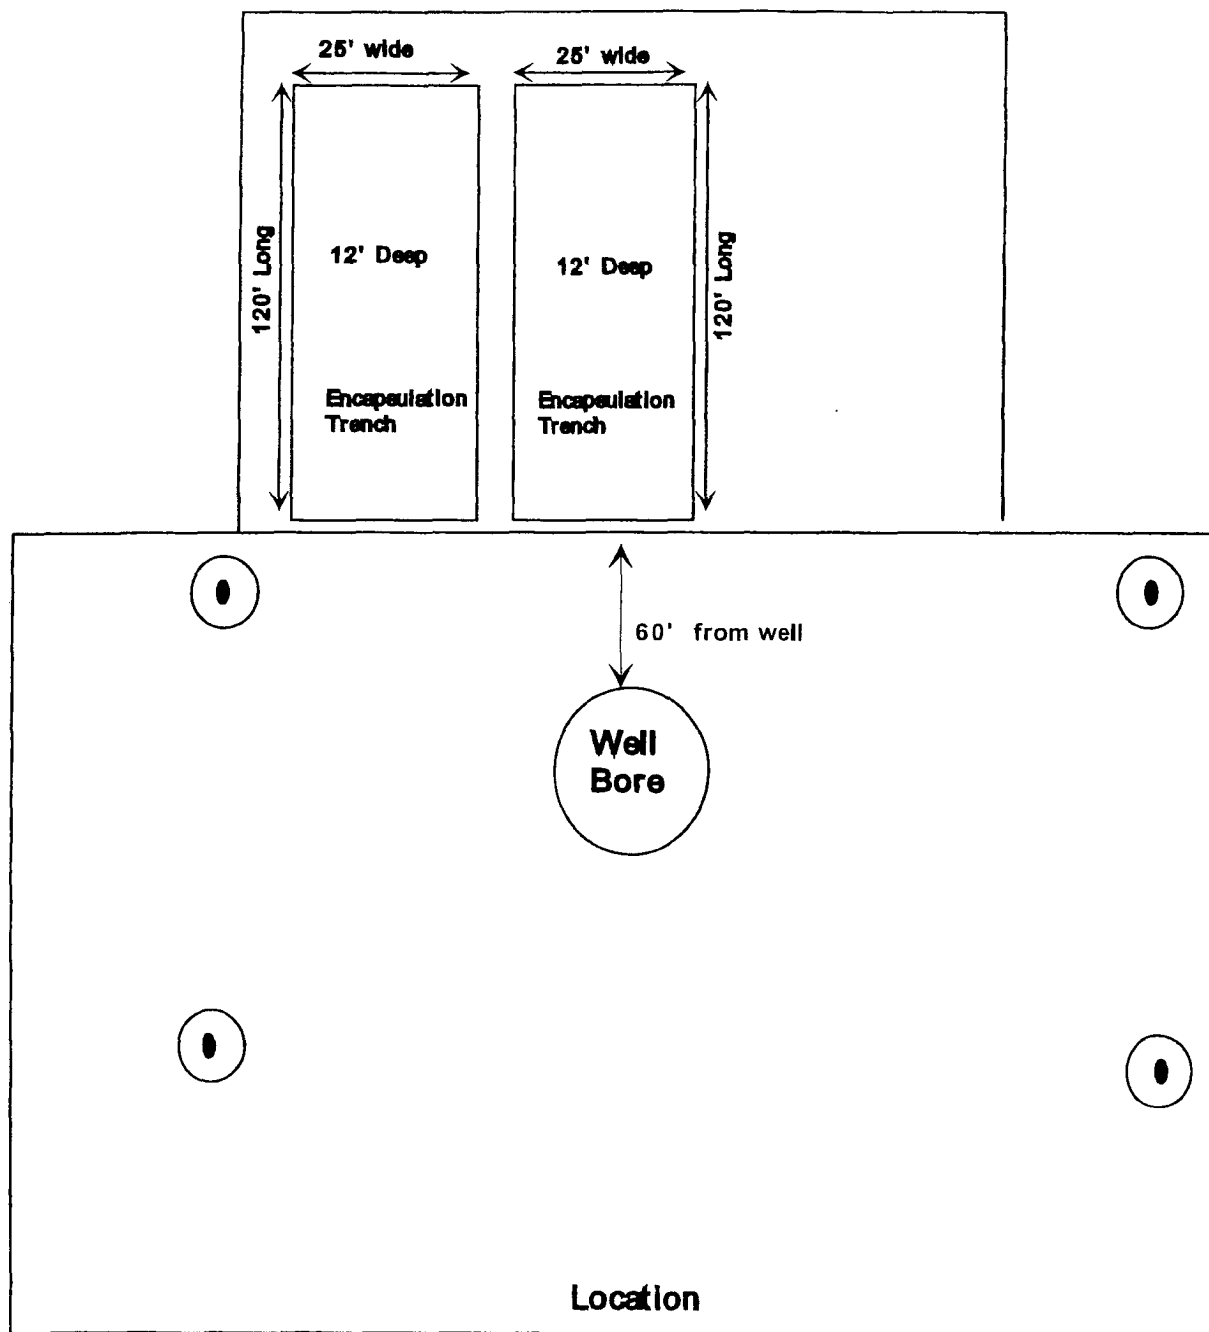 25' wide
25' wide
120' Long
12' Deep
12' Deep
120' Long
Encapsulation
Trench
Encapsulation
Trench
60' from well
Well
Bore
Location